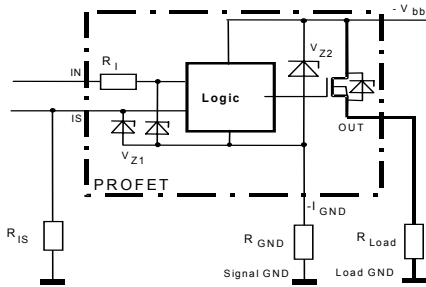 - V bb
R I
IN
V Z2
Logic
IS
OUT
V Z1
PROFET
-I GND
R IS
R GND
R Load
Signal GND
Load GND